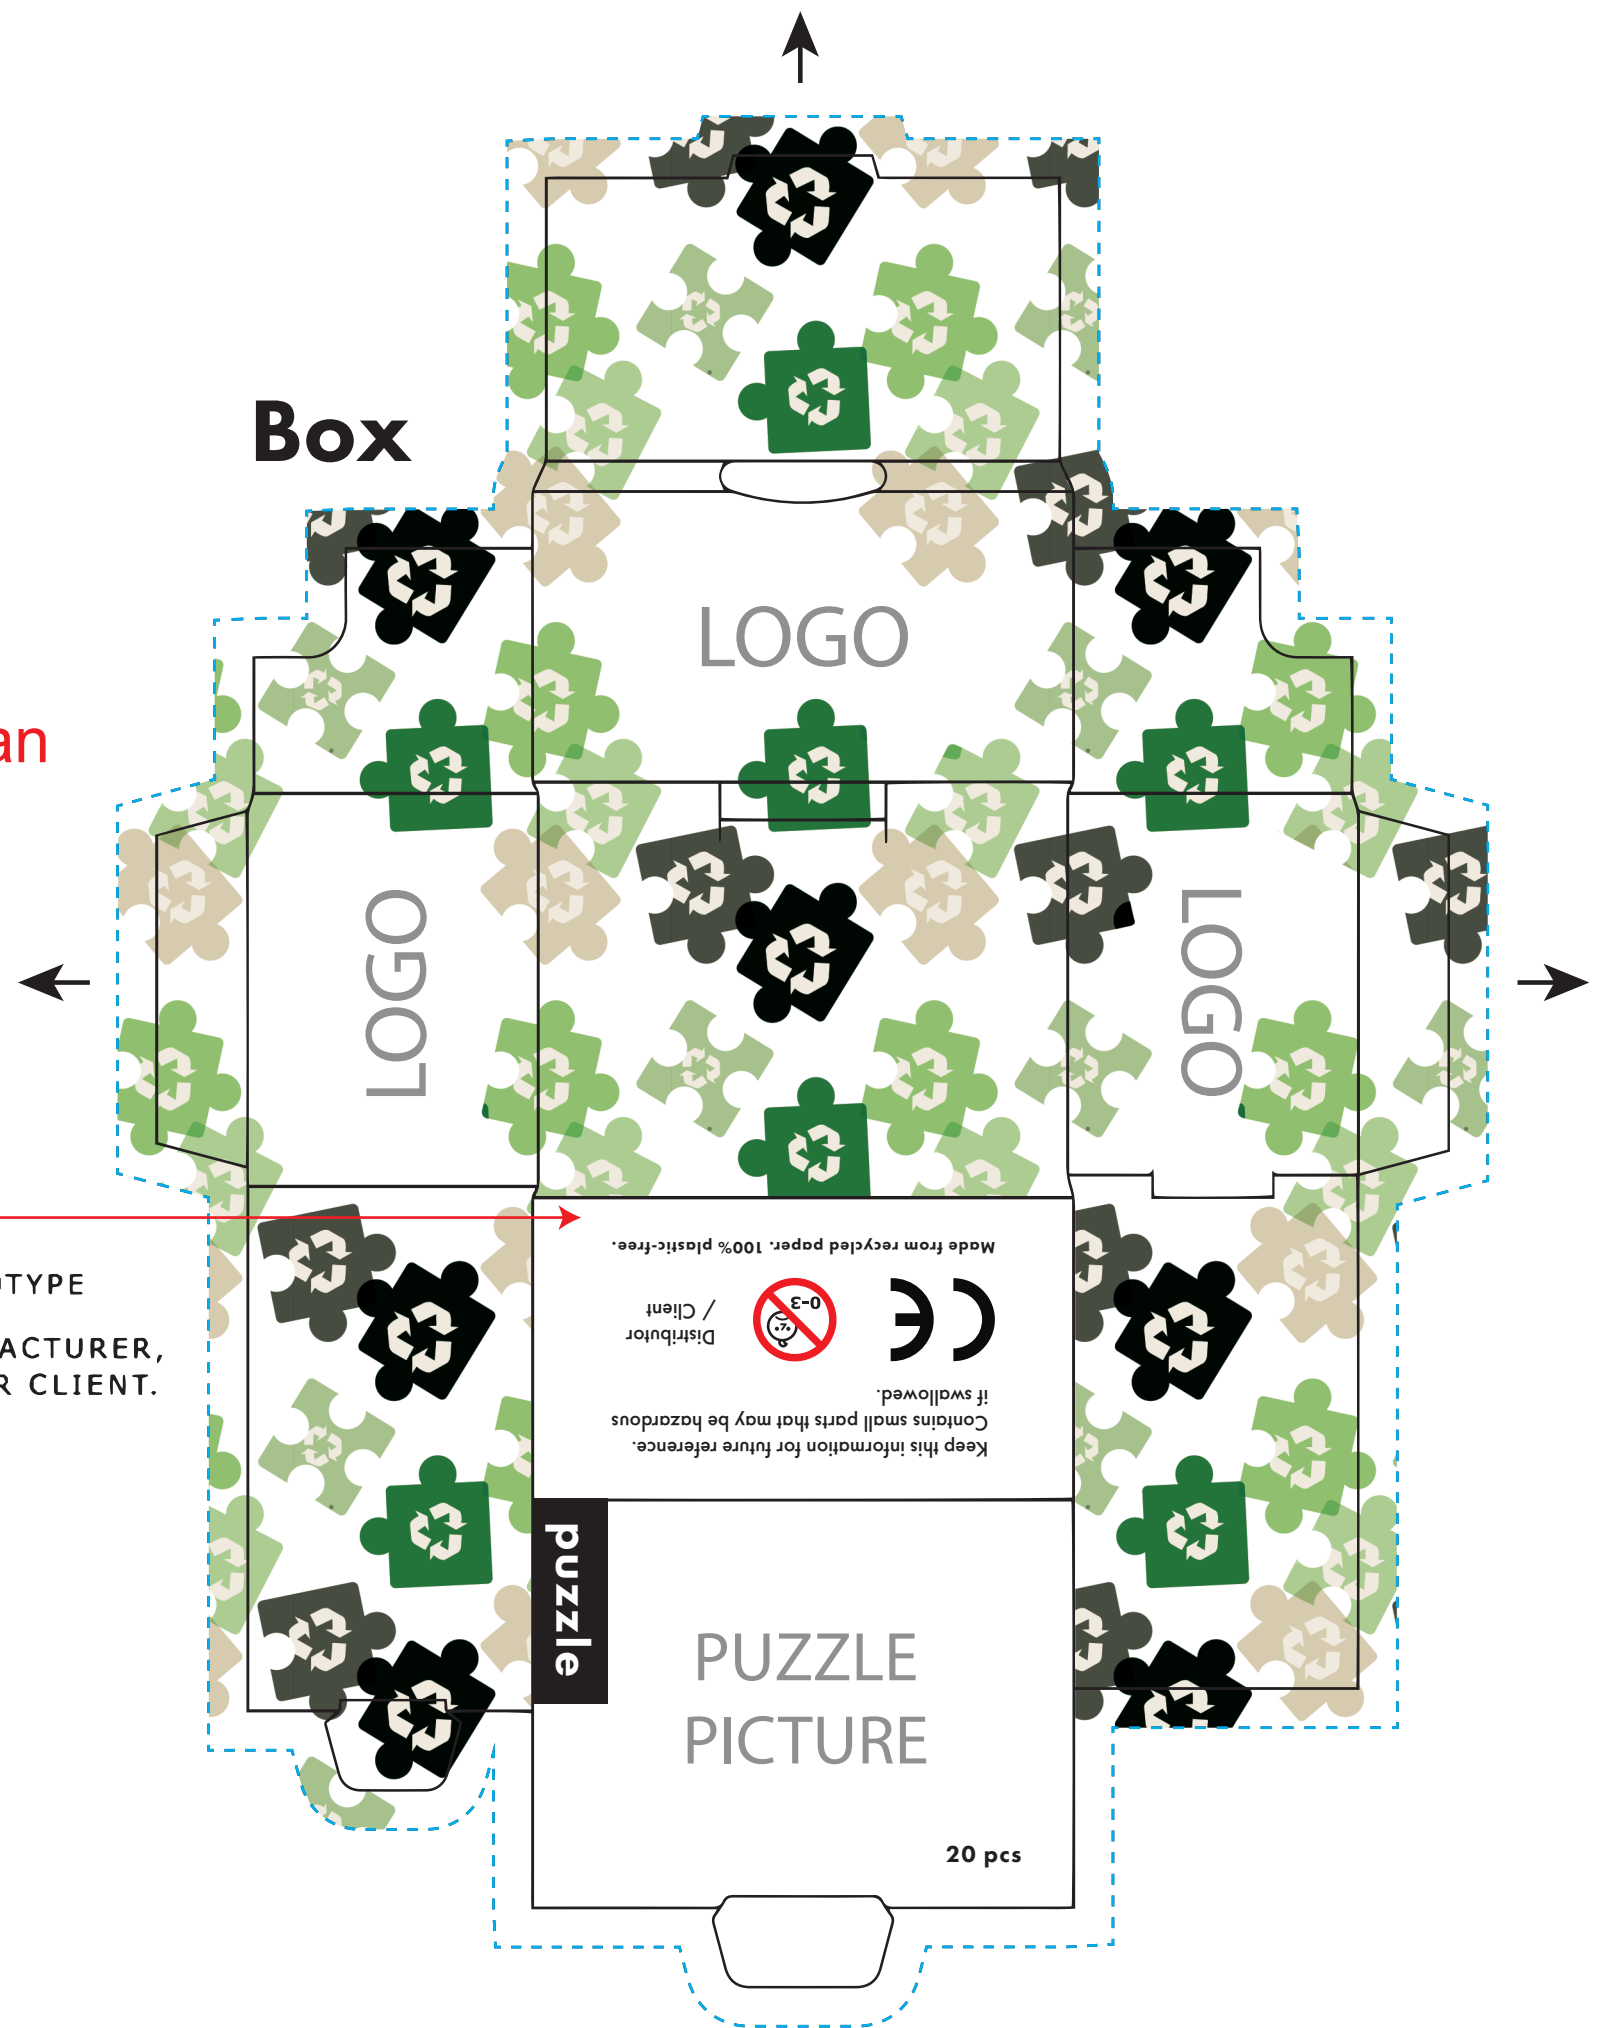 Box
LOGO
an
LOGO
LOGO
Made from recycled paper. 100% plastic-free.
0-3
Distributor
/ Client
Keep this information for future reference.
Contains small parts that may be hazardous
if swallowed.
OTYPE
ACTURER,
R CLIENT.
puzzle
PUZZLE
PICTURE
20 pcs